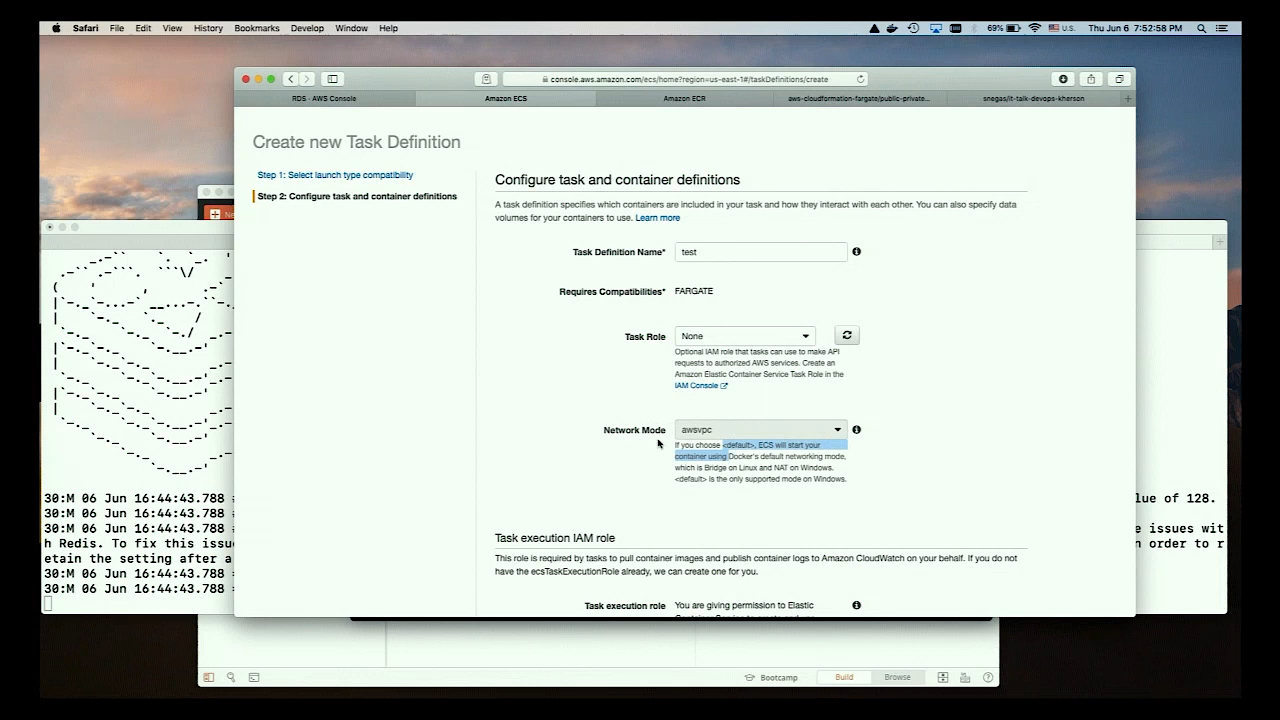 Safari File Edit View History Bookmarks Develop Window Help 69% U.S. Thu Jun 6 7:52:58 PM
console.aws.amazon.com/ecs/home?region=us-east-1#/taskDefinitions/create
RDS · AWS Console Amazon ECS Amazon ECR aws-cloudformation-fargate/public-private... snegas/it-talk-devops-kherson
Create new Task Definition
Step 1: Select launch type compatibility
Step 2: Configure task and container definitions
Configure task and container definitions
A task definition specifies which containers are included in your task and how they interact with each other. You can also specify data
volumes for your containers to use. Learn more
Task Definition Name* test
Requires Compatibilities* FARGATE
Task Role None
Optional IAM role that tasks can use to make API
requests to authorized AWS services. Create an
Amazon Elastic Container Service Task Role in the
IAM Console
Network Mode awsvpc
If you choose <default>, ECS will start your
container using Docker's default networking mode,
which is Bridge on Linux and NAT on Windows.
<default> is the only supported mode on Windows.
Task execution IAM role
This role is required by tasks to pull container images and publish container logs to Amazon CloudWatch on your behalf. If you do not
have the ecsTaskExecutionRole already, we can create one for you.
Task execution role You are giving permission to Elastic
30:M 06 Jun 16:44:43.788 lue of 128.
30:M 06 Jun 16:44:43.788
30:M 06 Jun 16:44:43.788 e issues wit
h Redis. To fix this issu n order to r
etain the setting after a
30:M 06 Jun 16:44:43.788
30:M 06 Jun 16:44:43.788
Bootcamp Build Browse